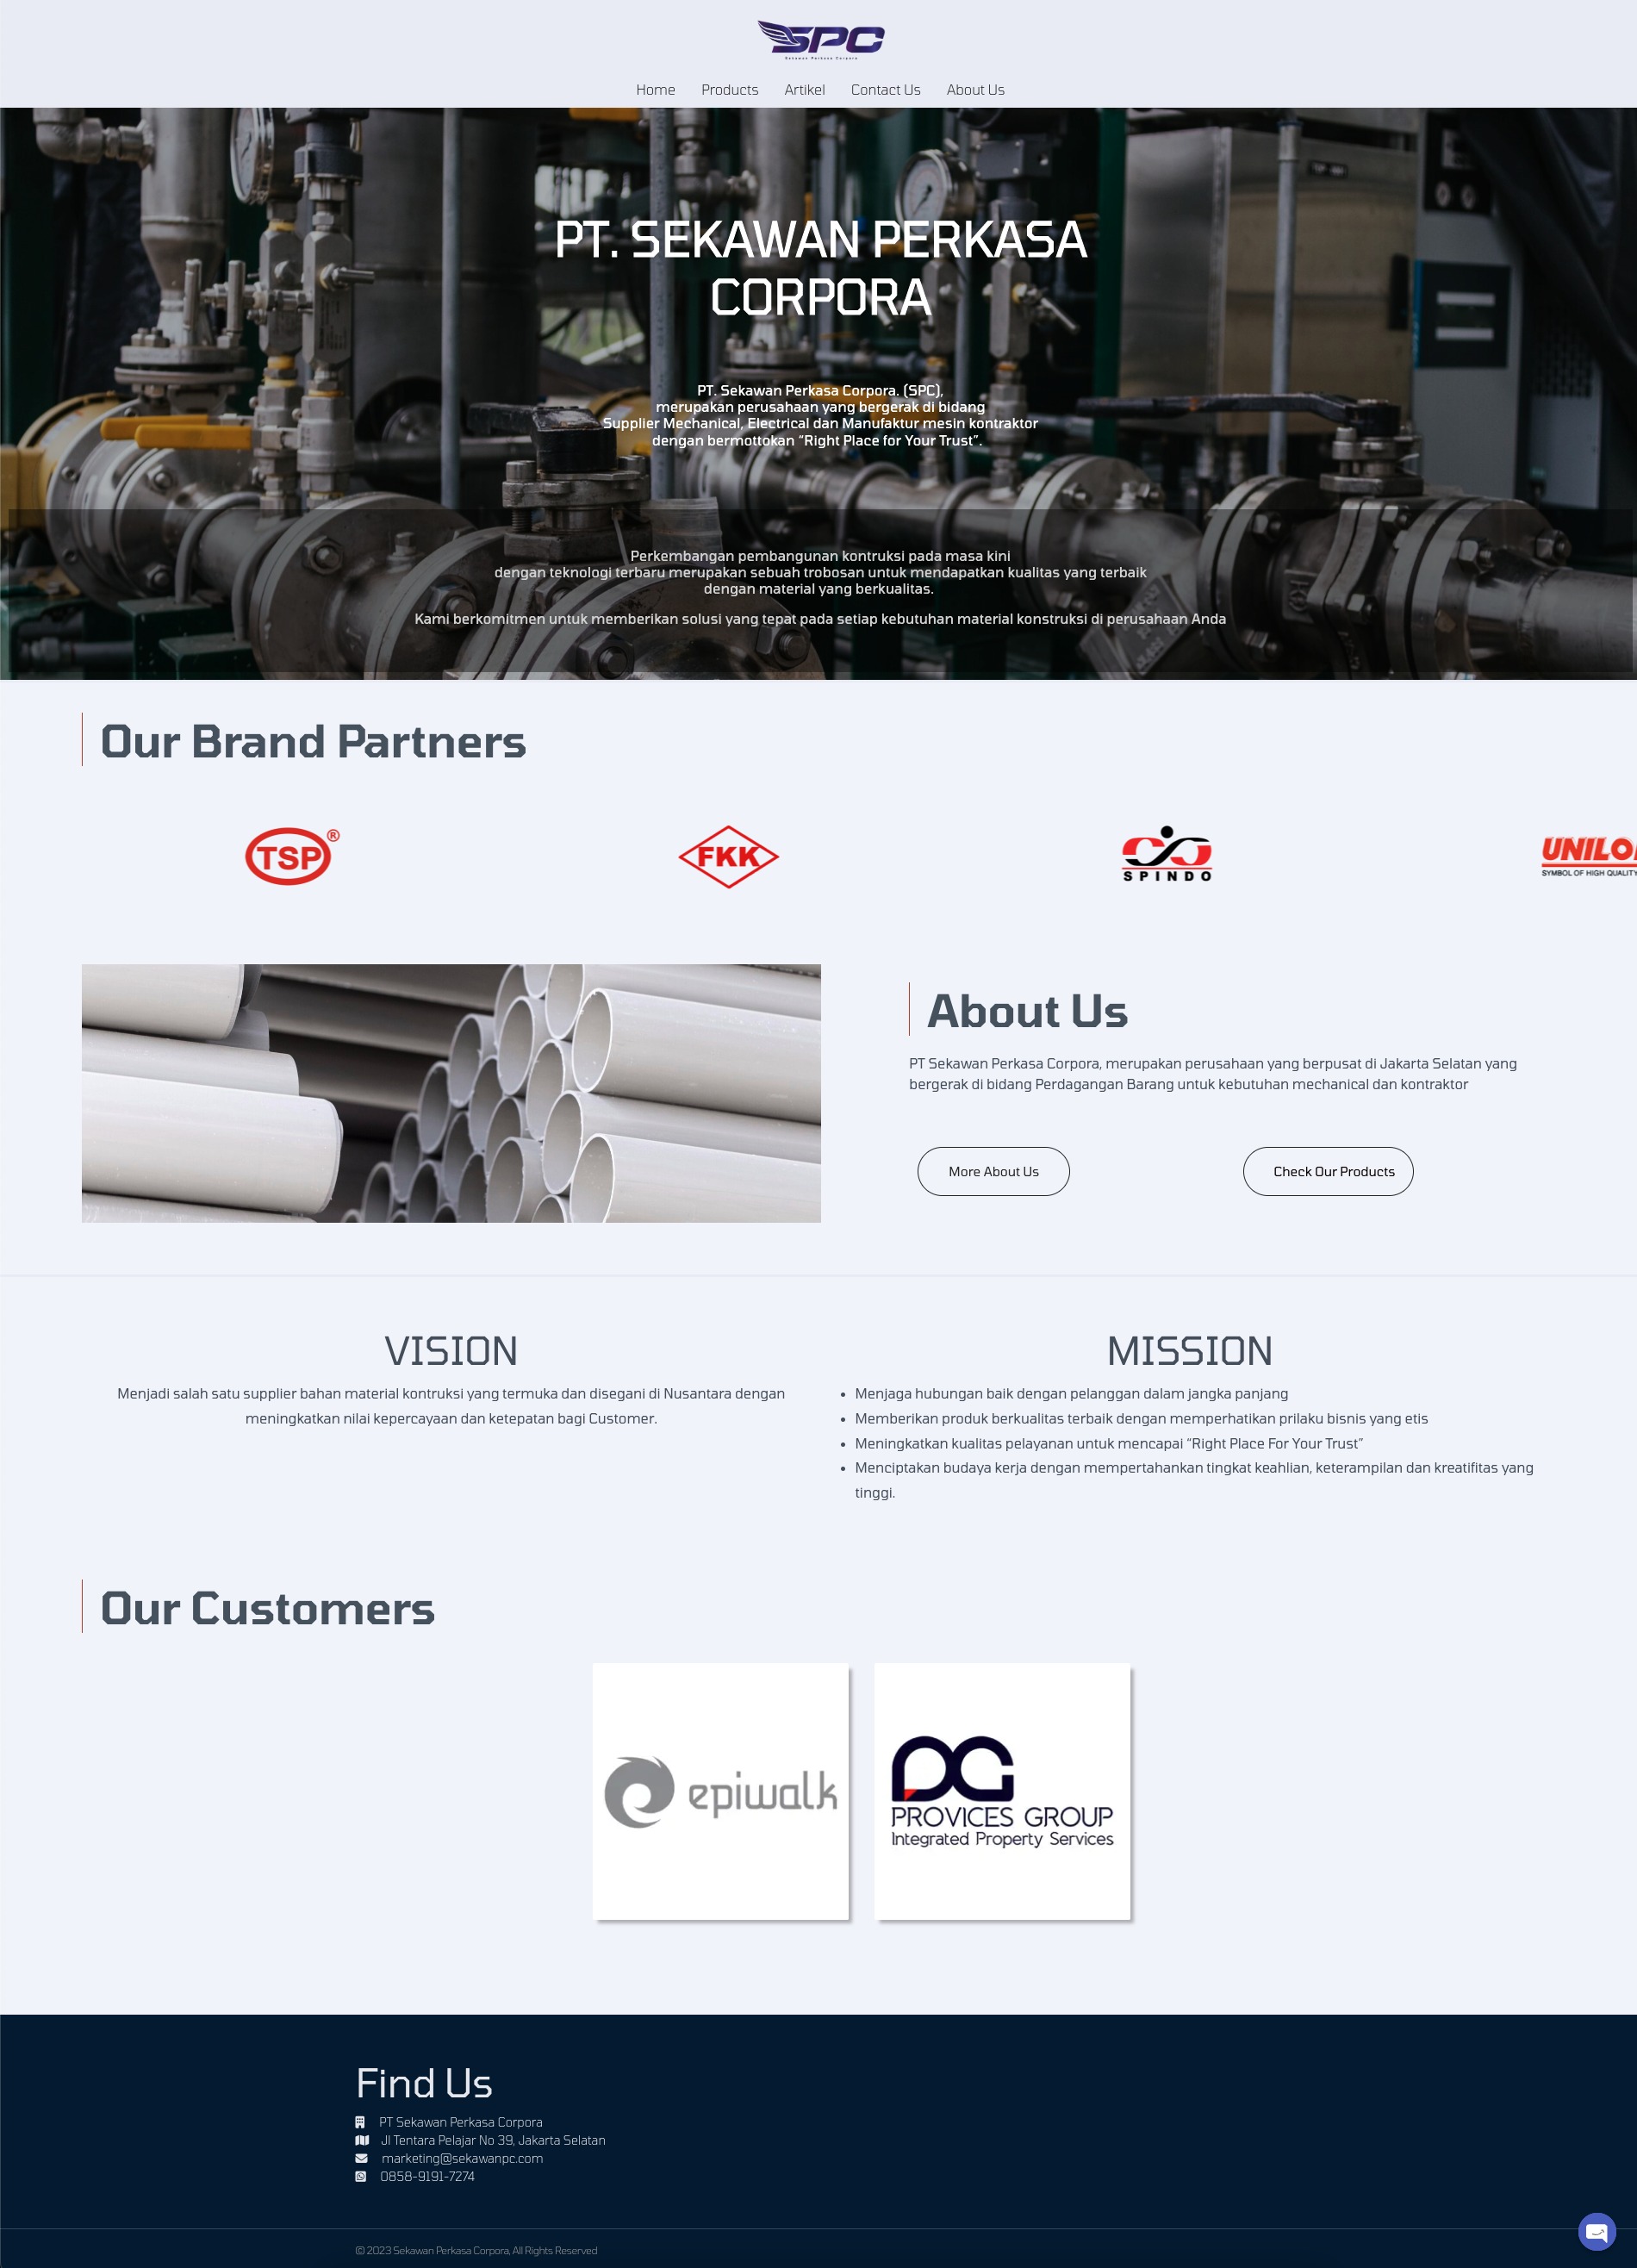 SPC
Sekawan Perkasa Corpora
Home Products Artikel Contact Us About Us
PT. SEKAWAN PERKASA
CORPORA
PT. Sekawan Perkasa Corpora. (SPC),
merupakan perusahaan yang bergerak di bidang
Supplier Mechanical, Electrical dan Manufaktur mesin kontraktor
dengan bermottokan “Right Place for Your Trust”.
Perkembangan pembangunan kontruksi pada masa kini
dengan teknologi terbaru merupakan sebuah trobosan untuk mendapatkan kualitas yang terbaik
dengan material yang berkualitas.
Kami berkomitmen untuk memberikan solusi yang tepat pada setiap kebutuhan material konstruksi di perusahaan Anda
Our Brand Partners
TSP®
FKK
SPINDO
SYMBOL OF HIGH QUALITY
About Us
PT Sekawan Perkasa Corpora, merupakan perusahaan yang berpusat di Jakarta Selatan yang
bergerak di bidang Perdagangan Barang untuk kebutuhan mechanical dan kontraktor
More About Us
Check Our Products
VISION
Menjadi salah satu supplier bahan material kontruksi yang termuka dan disegani di Nusantara dengan
meningkatkan nilai kepercayaan dan ketepatan bagi Customer.
MISSION
• Menjaga hubungan baik dengan pelanggan dalam jangka panjang
• Memberikan produk berkualitas terbaik dengan memperhatikan prilaku bisnis yang etis
• Meningkatkan kualitas pelayanan untuk mencapai “Right Place For Your Trust”
• Menciptakan budaya kerja dengan mempertahankan tingkat keahlian, keterampilan dan kreatifitas yang
tinggi.
Our Customers
epiwalk
PROVICES GROUP
Integrated Property Services
Find Us
PT Sekawan Perkasa Corpora
Jl Tentara Pelajar No 39, Jakarta Selatan
marketing@sekawanpc.com
0858-9191-7274
© 2023 Sekawan Perkasa Corpora, All Rights Reserved